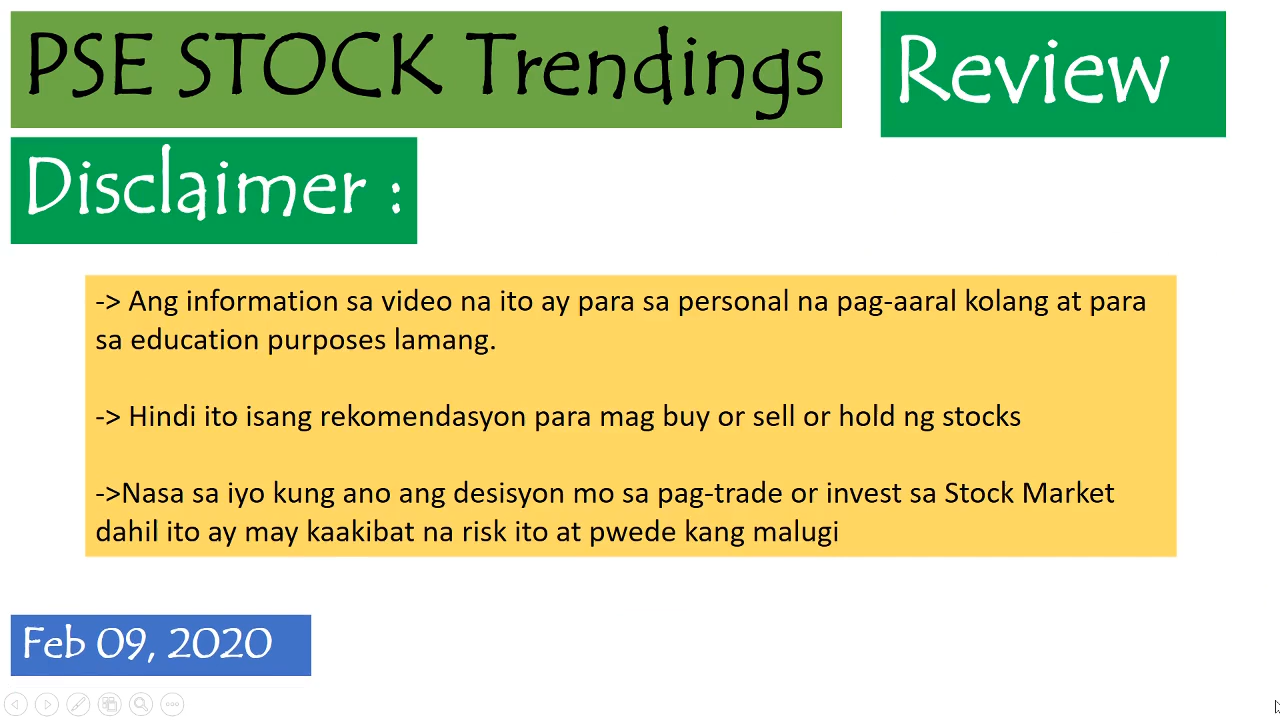 PSE STOCK Trendings Review
Disclaimer :
-> Ang information sa video na ito ay para sa personal na pag-aaral kolang at para
sa education purposes lamang.
-> Hindi ito isang rekomendasyon para mag buy or sell or hold ng stocks
->Nasa sa iyo kung ano ang desisyon mo sa pag-trade or invest sa Stock Market
dahil ito ay may kaakibat na risk ito at pwede kang malugi
Feb 09, 2020